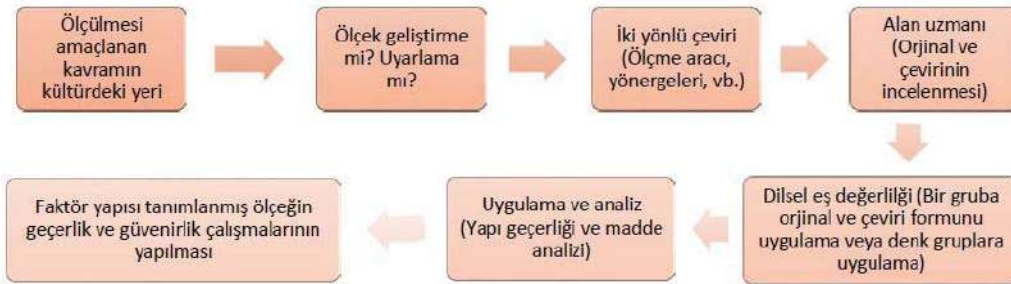 Ölçülmesi
amaçlanan
kavramın
kültürdeki yeri
Ölçek geliştirme
mi? Uyarlama
mı?
İki yönlü çeviri
(Ölçme aracı,
yönergeleri, vb.)
Alan uzmanı
(Orjinal ve
çevirinin
incelenmesi)
Dilsel eş değerlilği (Bir gruba
orjinal ve çeviri formunu
uygulama veya denk gruplara
uygulama)
Uygulama ve analiz
(Yapı geçerliği ve madde
analizi)
Faktör yapısı tanımlanmış ölçeğin
geçerlik ve güvenirlik çalışmalarının
yapılması